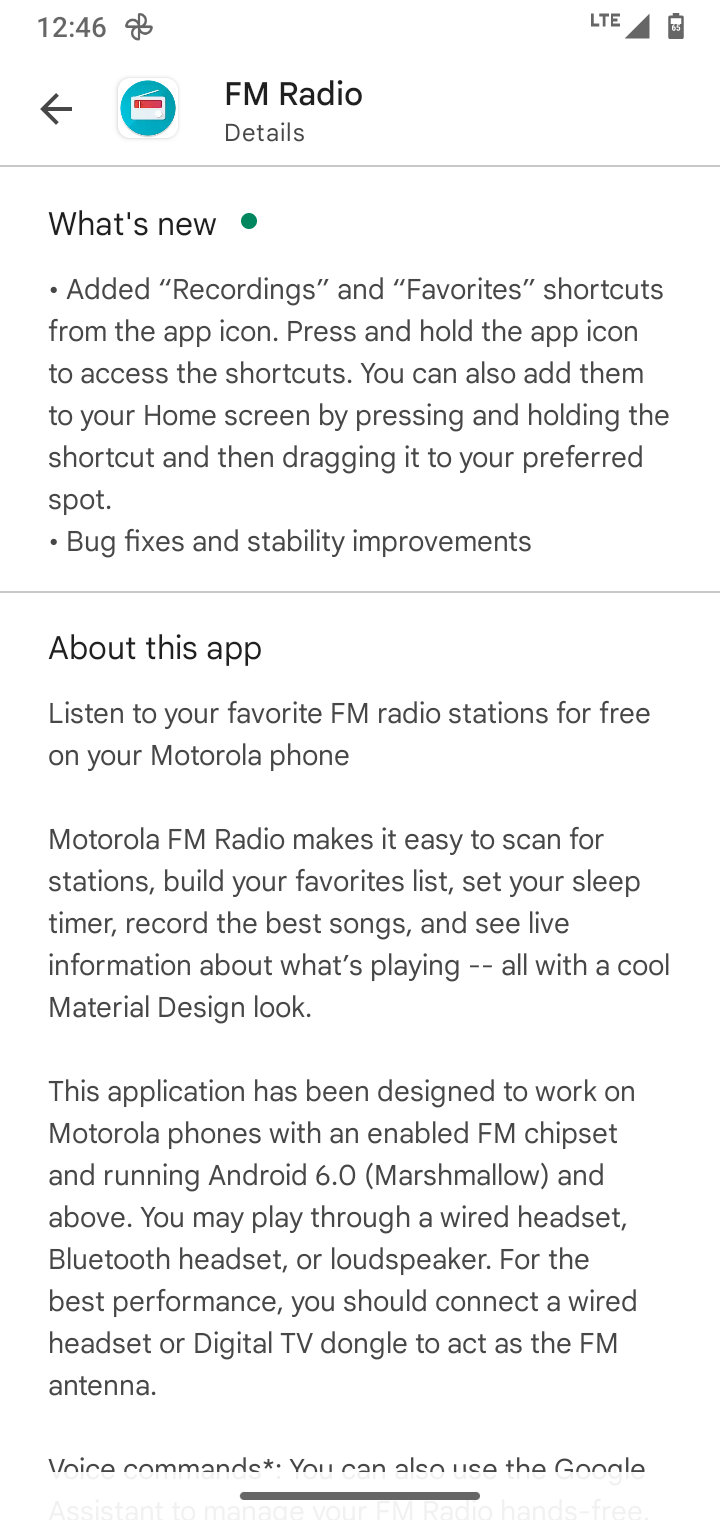 12:46
LTE
65
FM Radio
Details
What's new
• Added “Recordings” and “Favorites” shortcuts
from the app icon. Press and hold the app icon
to access the shortcuts. You can also add them
to your Home screen by pressing and holding the
shortcut and then dragging it to your preferred
spot.
• Bug fixes and stability improvements
About this app
Listen to your favorite FM radio stations for free
on your Motorola phone
Motorola FM Radio makes it easy to scan for
stations, build your favorites list, set your sleep
timer, record the best songs, and see live
information about what’s playing -- all with a cool
Material Design look.
This application has been designed to work on
Motorola phones with an enabled FM chipset
and running Android 6.0 (Marshmallow) and
above. You may play through a wired headset,
Bluetooth headset, or loudspeaker. For the
best performance, you should connect a wired
headset or Digital TV dongle to act as the FM
antenna.
Voice commands*: You can also use the Google
Assistant to manage your FM Radio hands-free.